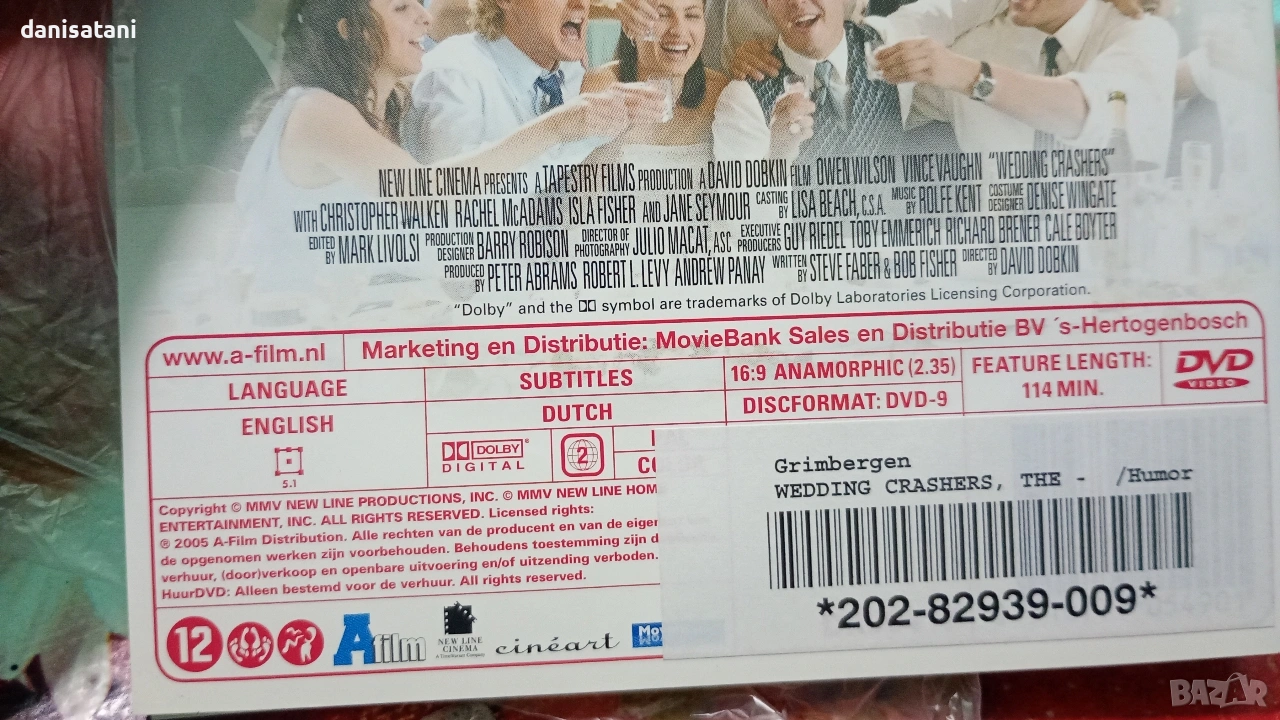 danisatani
NEW LINE CINEMA PRESENTS A TAPESTRY FILMS PRODUCTION A DAVID DOBKIN FILM OWEN WILSON VINCE VAUGHN "WEDDING CRASHERS"
WITH CHRISTOPHER WALKEN RACHEL McADAMS ISLA FISHER AND JANE SEYMOUR CASTING BY LISA BEACH, C.S.A. MUSIC BY ROLFE KENT COSTUME DESIGNER DENISE WINGATE
EDITED BY MARK LIVOLSI PRODUCTION DESIGNER BARRY ROBISON DIRECTOR OF PHOTOGRAPHY JULIO MACAT, ASC EXECUTIVE PRODUCERS GUY RIEDEL TOBY EMMERICH RICHARD BRENER CALE BOYTER
PRODUCED BY PETER ABRAMS ROBERT L. LEVY ANDREW PANAY WRITTEN BY STEVE FABER & BOB FISHER DIRECTED BY DAVID DOBKIN
"Dolby" and the DD symbol are trademarks of Dolby Laboratories Licensing Corporation.
www.a-film.nl
Marketing en Distributie: MovieBank Sales en Distributie BV ´s-Hertogenbosch
LANGUAGE
ENGLISH
5.1
SUBTITLES
DUTCH
DOLBY
DIGITAL
2
16:9 ANAMORPHIC (2.35)
DISCFORMAT: DVD-9
FEATURE LENGTH:
114 MIN.
DVD
VIDEO
Copyright © MMV NEW LINE PRODUCTIONS, INC. © MMV NEW LINE HOM
ENTERTAINMENT, INC. ALL RIGHTS RESERVED. Licensed rights:
℗ 2005 A-Film Distribution. Alle rechten van de producent en van de eiger
de opgenomen werken zijn voorbehouden. Behoudens toestemming zijn d
verhuur, (door)verkoop en openbare uitvoering en/of uitzending verboden.
HuurDVD: Alleen bestemd voor de verhuur. All rights reserved.
12
A film
NEW LINE CINEMA
cinéart
Grimbergen
WEDDING CRASHERS, THE - /Humor
*202-82939-009*
BAZAR